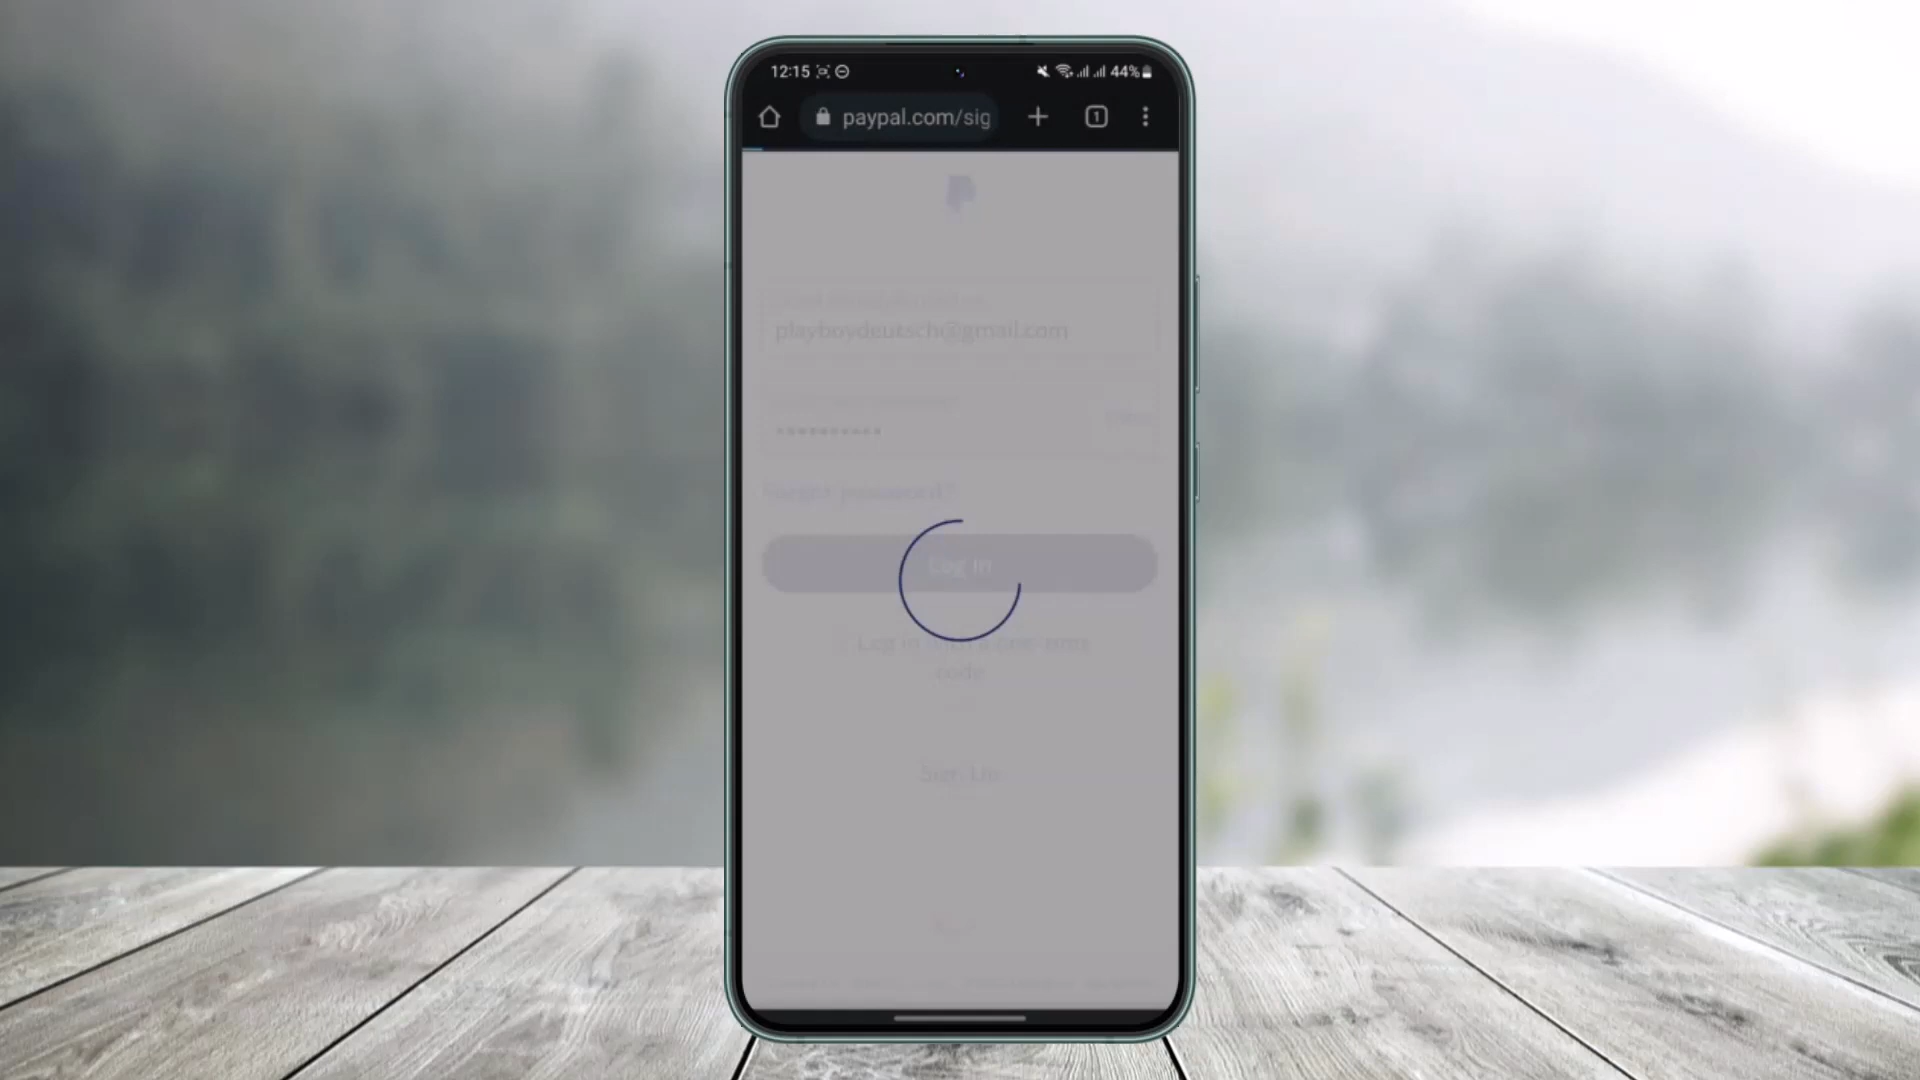 12:15
44%
paypal.com/sig
1
playboydeutsch@gmail.com
Forgot password?
Log In
Log in with a one-time
code
Sign Up